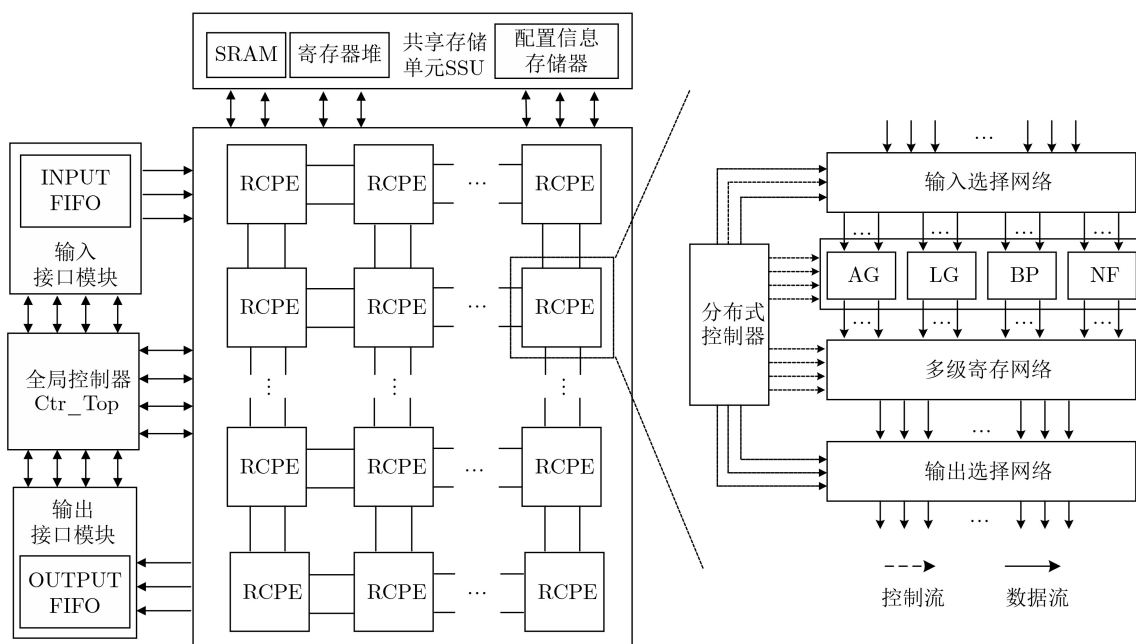 SRAM
寄存器堆
共享存储
单元SSU
配置信息
存储器
INPUT
FIFO
输入
接口模块
全局控制器
Ctr_Top
输出
接口模块
OUTPUT
FIFO
RCPE RCPE ... RCPE
RCPE RCPE ... RCPE
... ... ...
RCPE RCPE ... RCPE
RCPE RCPE ... RCPE
...
输入选择网络
... ... ... ...
分布式
控制器
AG LG BP NF
... ... ... ...
多级寄存网络
...
输出选择网络
...
控制流 数据流